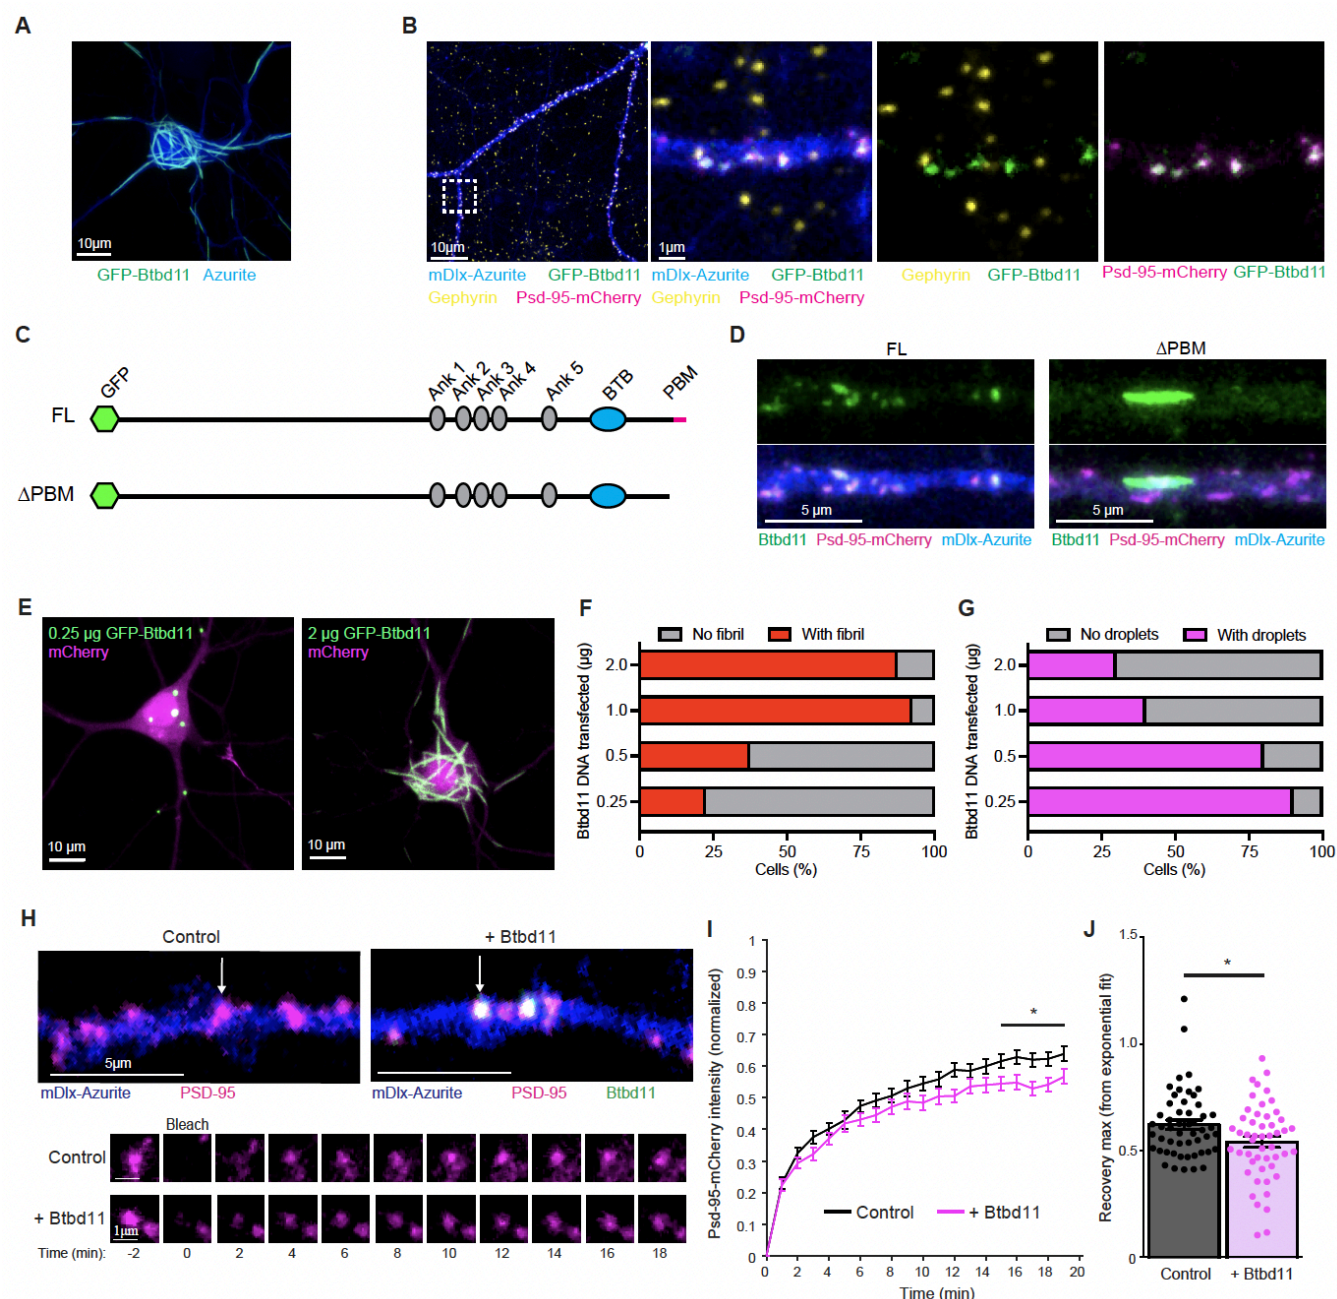 A
10µm
GFP-Btbd11 Azurite
B
10µm
1µm
mDlx-Azurite GFP-Btbd11
Gephyrin Psd-95-mCherry
mDlx-Azurite GFP-Btbd11
Gephyrin Psd-95-mCherry
Gephyrin GFP-Btbd11
Psd-95-mCherry GFP-Btbd11
C
GFP Ank 1 Ank 2 Ank 3 Ank 4 Ank 5 BTB PBM
FL
ΔPBM
D
FL ΔPBM
5 µm 5 µm
Btbd11 Psd-95-mCherry mDlx-Azurite
Btbd11 Psd-95-mCherry mDlx-Azurite
E
0.25 µg GFP-Btbd11
mCherry
10 µm
2 µg GFP-Btbd11
mCherry
10 µm
F
No fibril With fibril
Btbd11 DNA transfected (µg)
2.0
1.0
0.5
0.25
0 25 50 75 100
Cells (%)
G
No droplets With droplets
Btbd11 DNA transfected (µg)
2.0
1.0
0.5
0.25
0 25 50 75 100
Cells (%)
H
Control + Btbd11
5µm
mDlx-Azurite PSD-95
mDlx-Azurite PSD-95 Btbd11
Bleach
Control
+ Btbd11
1µm
Time (min): -2 0 2 4 6 8 10 12 14 16 18
I
Psd-95-mCherry intensity (normalized)
1
0.9
0.8
0.7
0.6
0.5
0.4
0.3
0.2
0.1
0
*
Control + Btbd11
0 2 4 6 8 10 12 14 16 18 20
Time (min)
J
Recovery max (from exponential fit)
1.5
1.0
0.5
0
*
Control + Btbd11